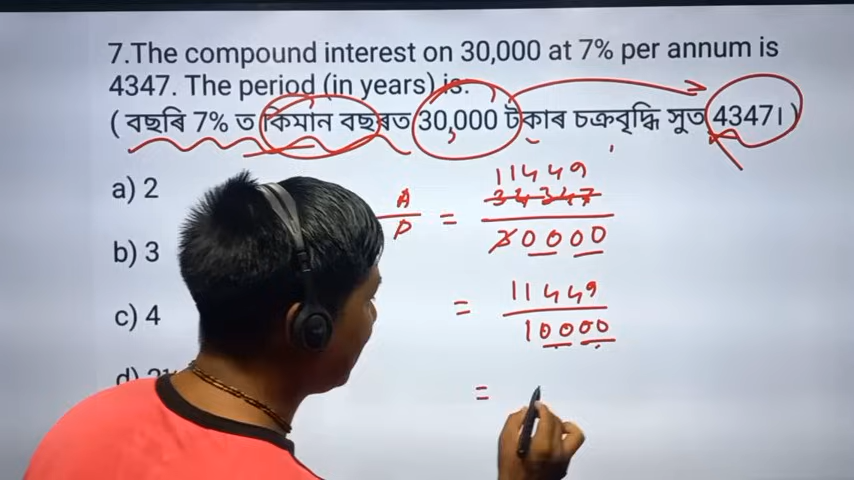 7.The compound interest on 30,000 at 7% per annum is
4347. The period (in years) is:
( বছৰি 7% ত কিমান বছৰত 30,000 টকাৰ চক্ৰবৃদ্ধি সুত 4347। )
11449
a) 2
A/P = 34347/30000
b) 3
= 11449/10000
c) 4
d)
=